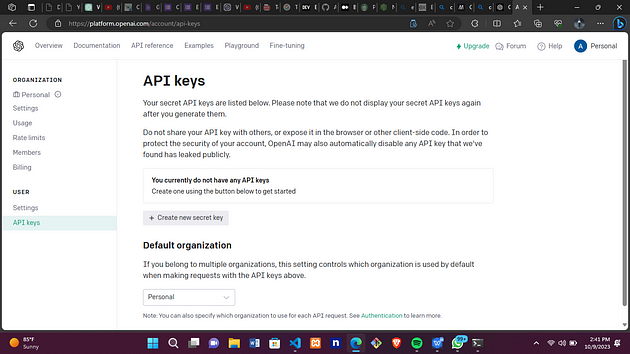 https://platform.openai.com/account/api-keys
Overview Documentation API reference Examples Playground Fine-tuning Upgrade Forum Help A Personal
ORGANIZATION
Personal
Settings
Usage
Rate limits
Members
Billing
USER
Settings
API keys
API keys
Your secret API keys are listed below. Please note that we do not display your secret API keys again
after you generate them.
Do not share your API key with others, or expose it in the browser or other client-side code. In order to
protect the security of your account, OpenAI may also automatically disable any API key that we've
found has leaked publicly.
You currently do not have any API keys
Create one using the button below to get started
+ Create new secret key
Default organization
If you belong to multiple organizations, this setting controls which organization is used by default
when making requests with the API keys above.
Personal
Note: You can also specify which organization to use for each API request. See Authentication to learn more.
85°F
Sunny
2:41 PM
10/9/2023